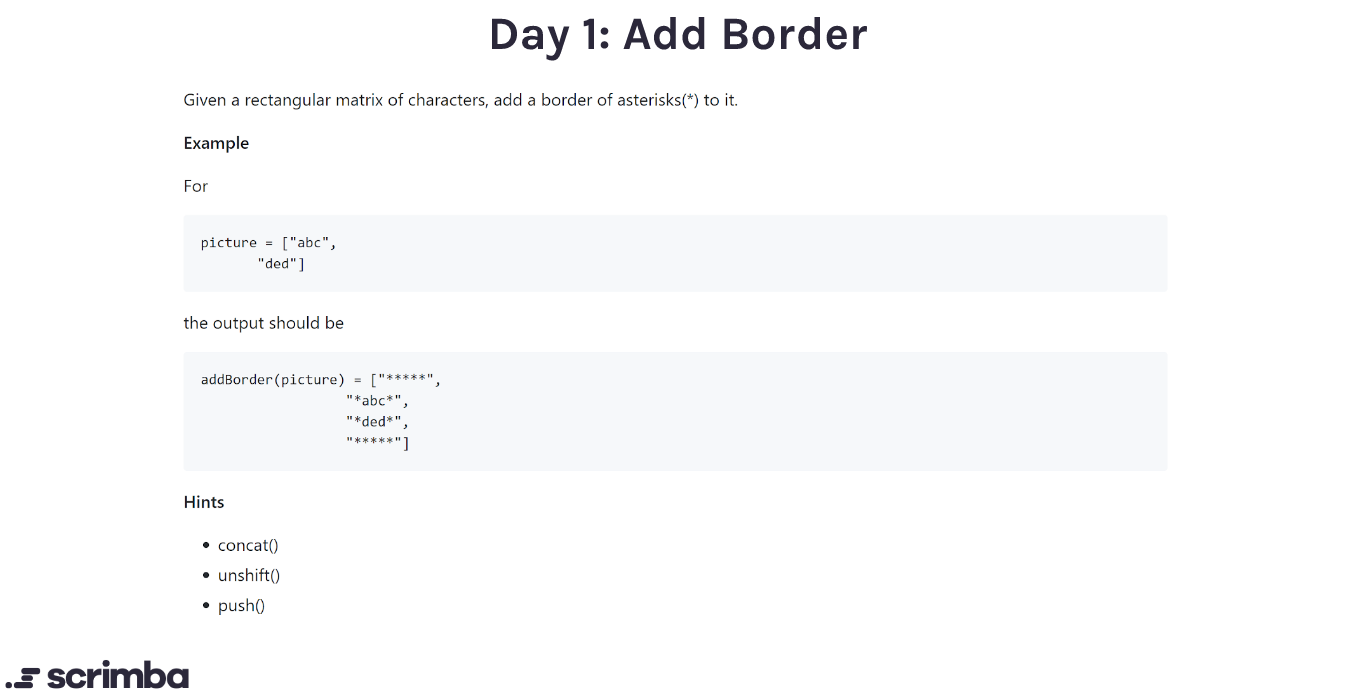 Day 1: Add Border
Given a rectangular matrix of characters, add a border of asterisks(*) to it.
Example
For
picture = ["abc",
"ded"]
the output should be
addBorder(picture) = ["*****",
"*abc*",
"*ded*",
"*****"]
Hints
• concat()
• unshift()
• push()
scrimba